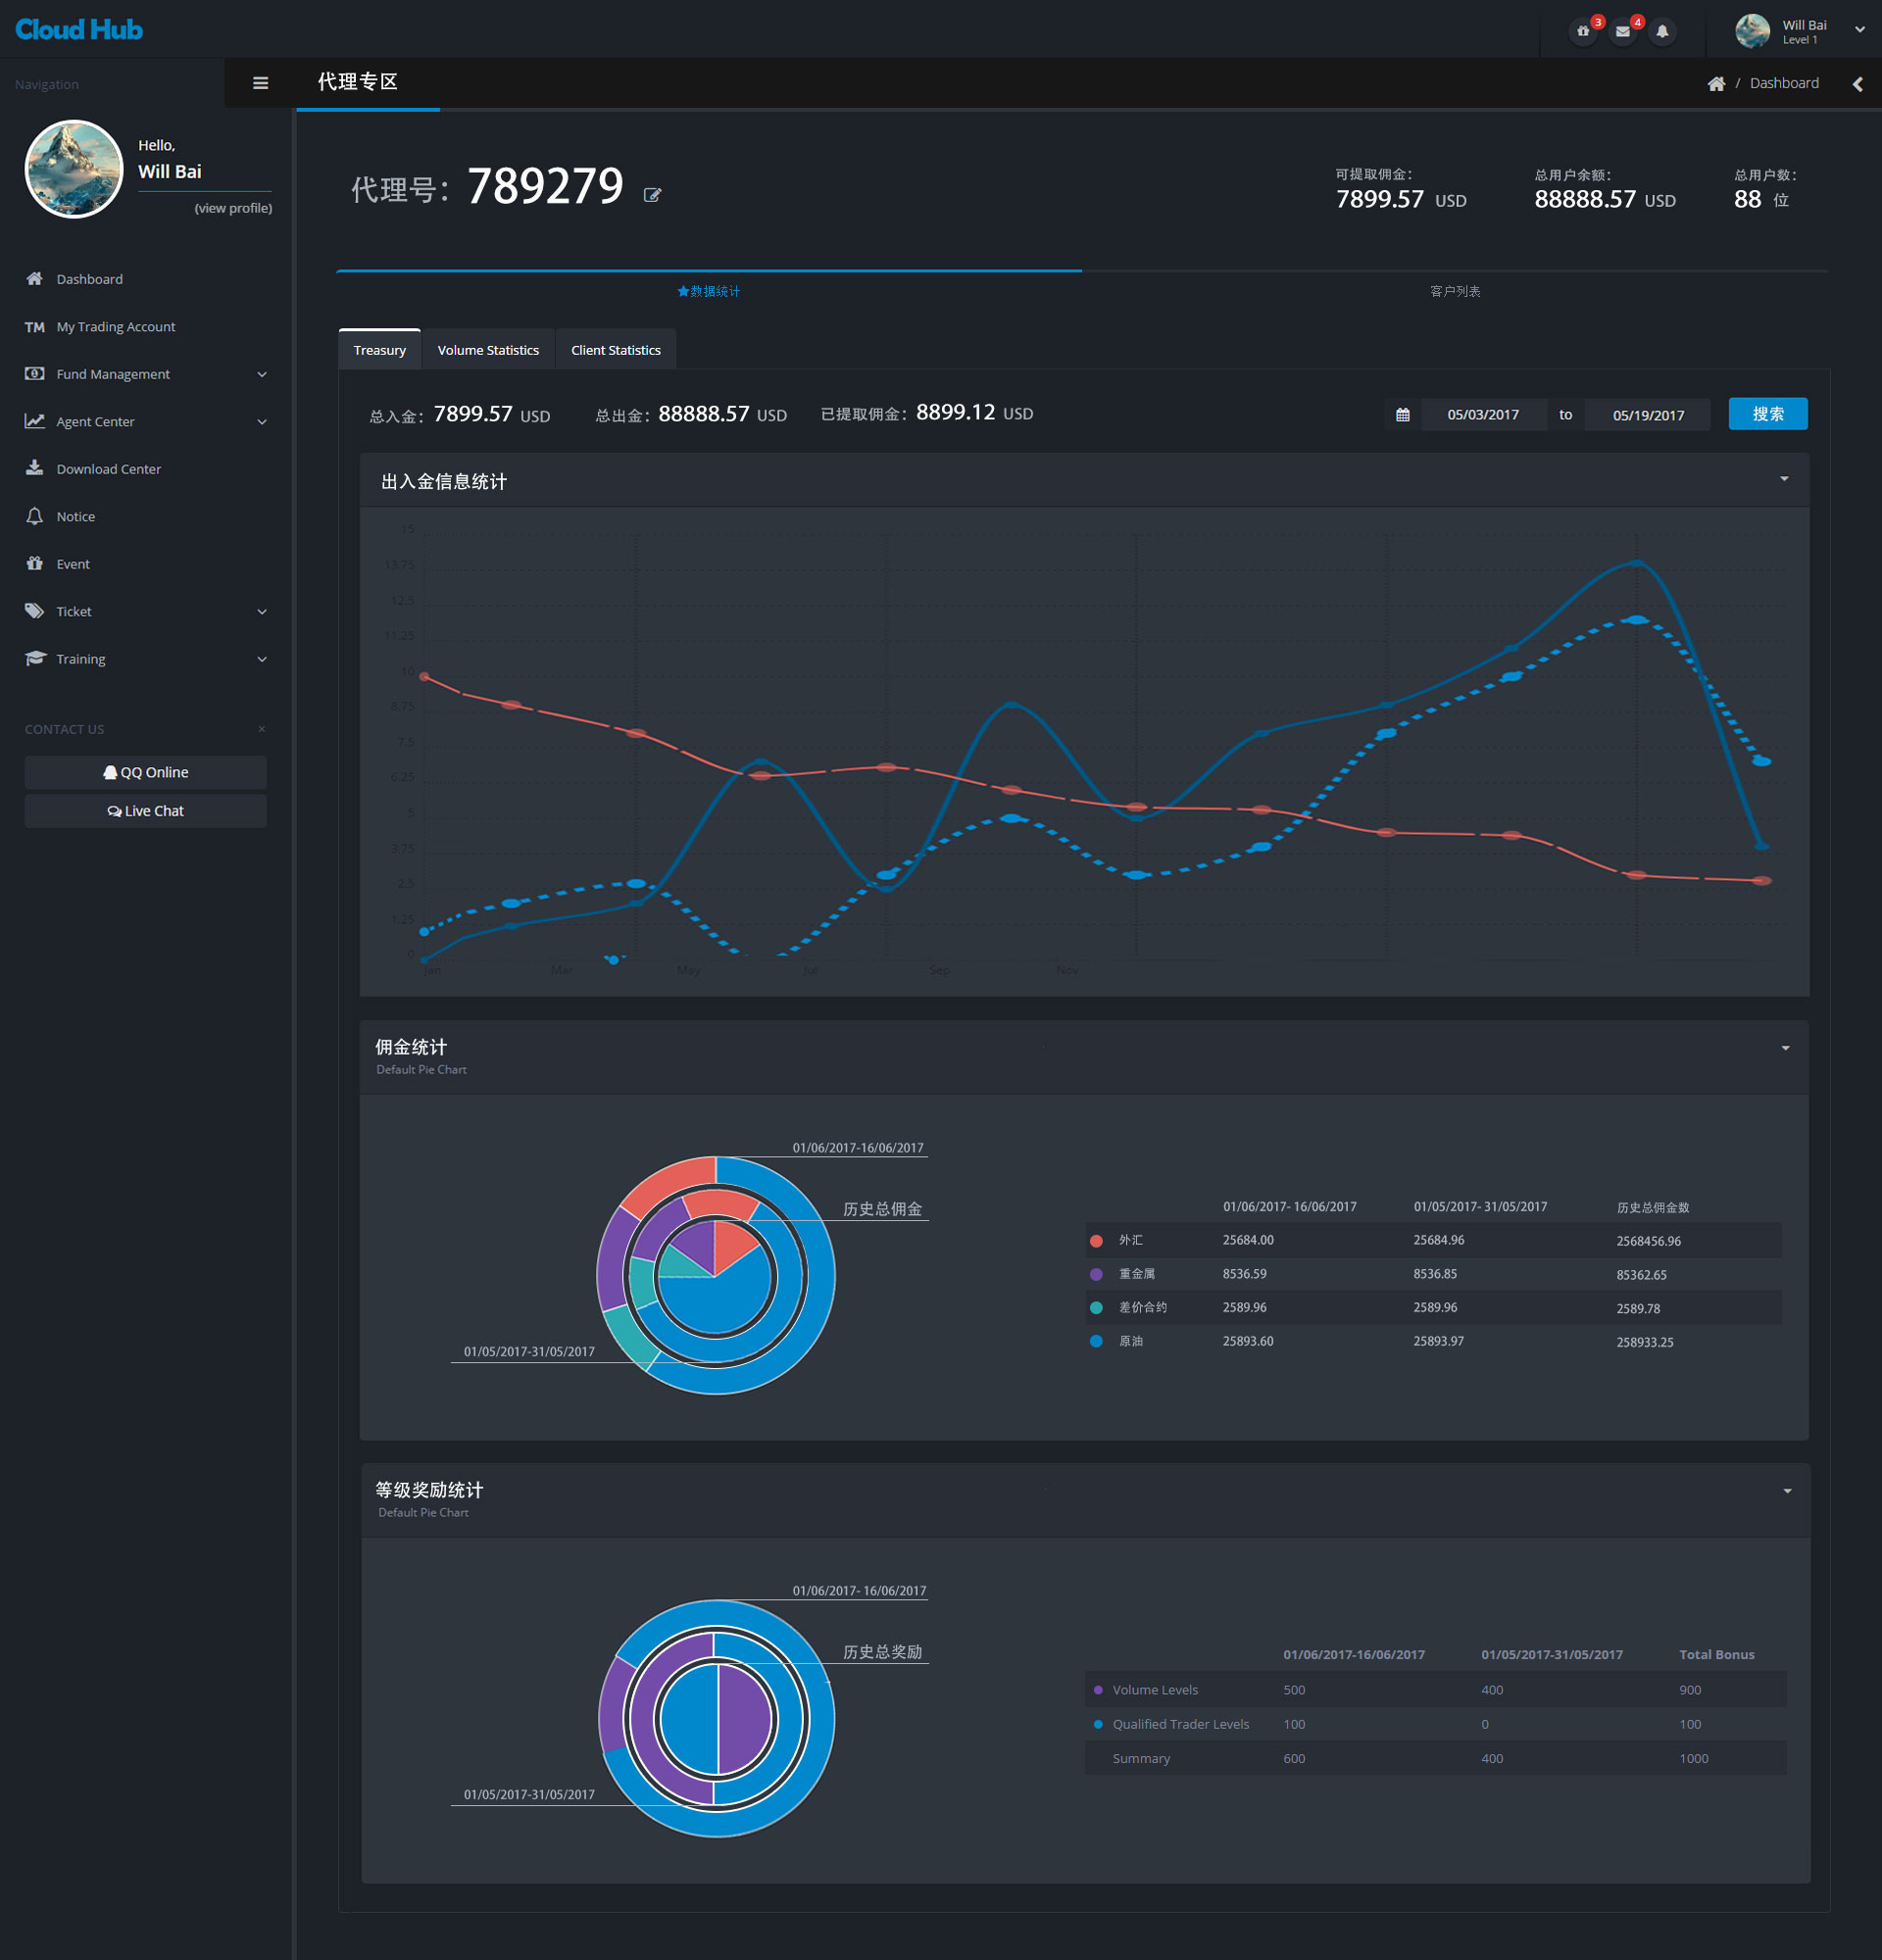 Cloud Hub
3
4
Will Bai
Level 1
Navigation
代理专区
/ Dashboard
Hello,
Will Bai
(view profile)
Dashboard
TM My Trading Account
Fund Management
Agent Center
Download Center
Notice
Event
Ticket
Training
CONTACT US ×
QQ Online
Live Chat
代理号：789279
可提取佣金：
7899.57 USD
总用户余额：
88888.57 USD
总用户数：
88 位
数据统计
客户列表
Treasury
Volume Statistics
Client Statistics
总入金：7899.57 USD
总出金：88888.57 USD
已提取佣金：8899.12 USD
05/03/2017 to 05/19/2017
搜索
出入金信息统计
15
13.75
12.5
11.25
10
8.75
7.5
6.25
5
3.75
2.5
1.25
0
Jan Mar May Jul Sep Nov
佣金统计
Default Pie Chart
01/06/2017-16/06/2017
历史总佣金
01/05/2017-31/05/2017
01/06/2017- 16/06/2017 01/05/2017- 31/05/2017 历史总佣金数
外汇 25684.00 25684.96 2568456.96
重金属 8536.59 8536.85 85362.65
差价合约 2589.96 2589.96 2589.78
原油 25893.60 25893.97 258933.25
等级奖励统计
Default Pie Chart
01/06/2017- 16/06/2017
历史总奖励
01/05/2017-31/05/2017
01/06/2017-16/06/2017 01/05/2017-31/05/2017 Total Bonus
Volume Levels 500 400 900
Qualified Trader Levels 100 0 100
Summary 600 400 1000